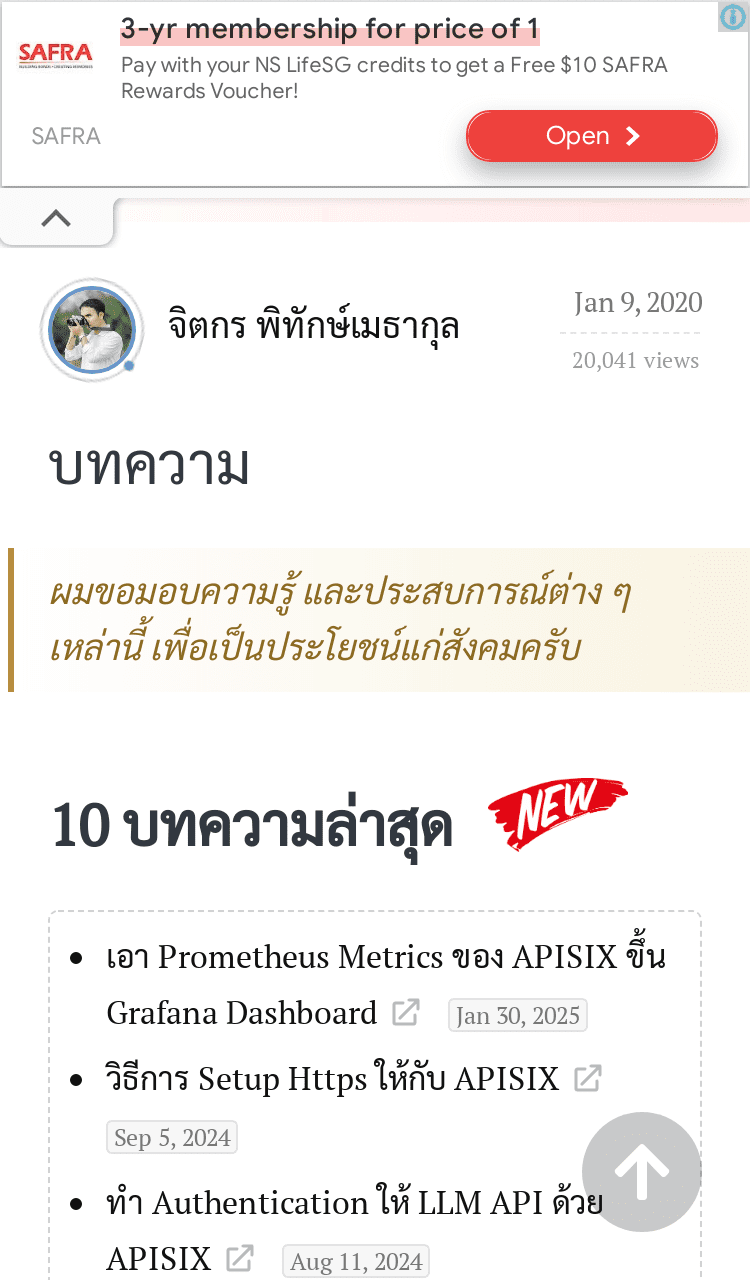 3-yr membership for price of 1
SAFRA
Pay with your NS LifeSG credits to get a Free $10 SAFRA
Rewards Voucher!
SAFRA
Open
จิตกร พิทักษ์เมธากุล
Jan 9, 2020
20,041 views
บทความ
ผมขอมอบความรู้ และประสบการณ์ต่าง ๆ
เหล่านี้ เพื่อเป็นประโยชน์แก่สังคมครับ
10 บทความล่าสุด NEW
• เอา Prometheus Metrics ของ APISIX ขึ้น
Grafana Dashboard Jan 30, 2025
• วิธีการ Setup Https ให้กับ APISIX
Sep 5, 2024
• ทำ Authentication ให้ LLM API ด้วย
APISIX Aug 11, 2024